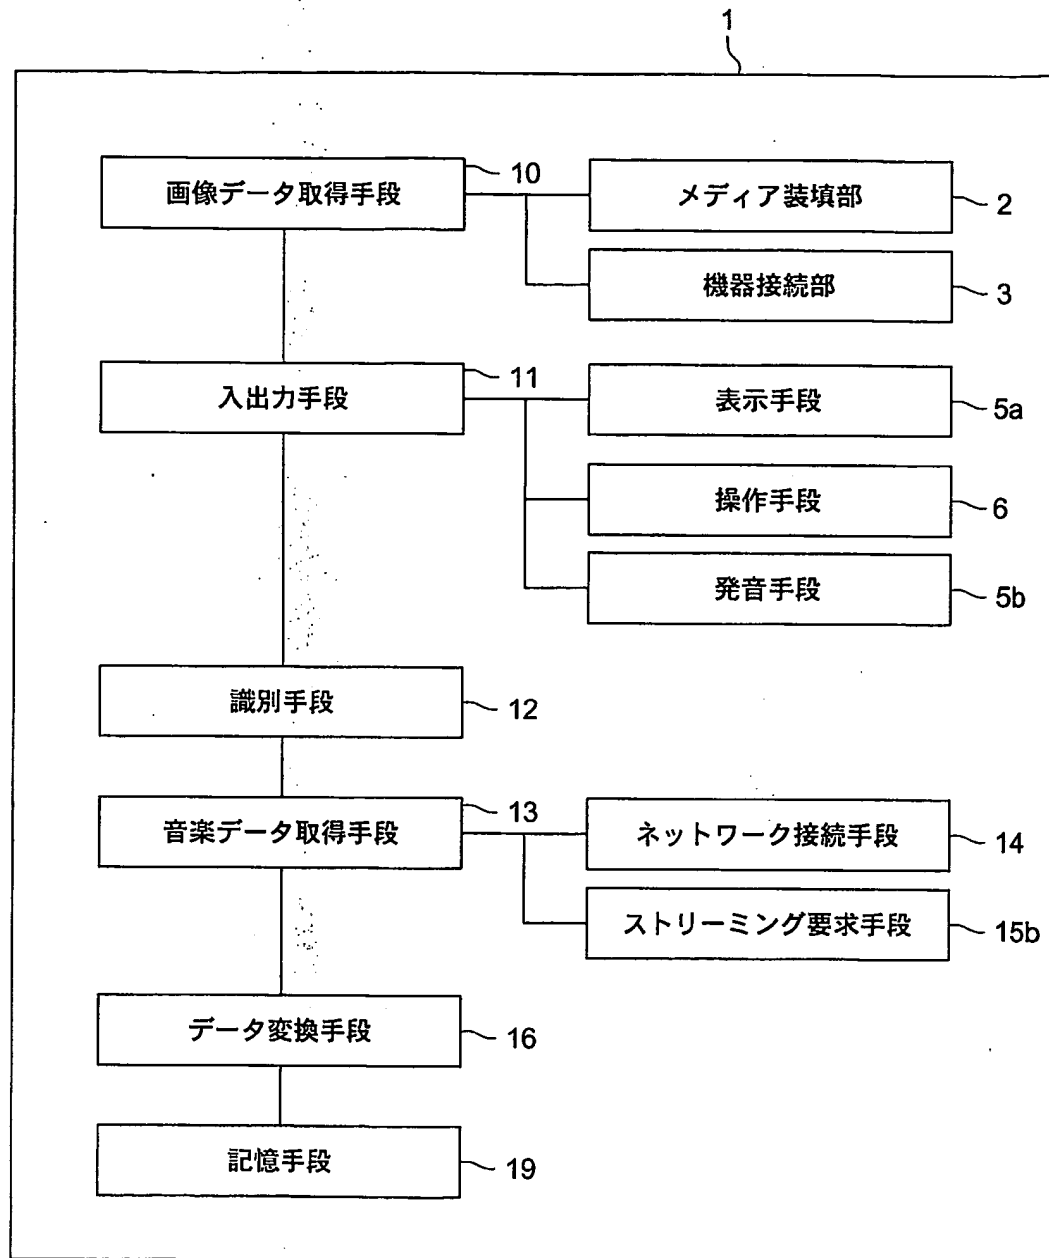 1
画像データ取得手段
10
メディア装填部
2
機器接続部
3
入出力手段
11
表示手段
5a
操作手段
6
発音手段
5b
識別手段
12
音楽データ取得手段
13
ネットワーク接続手段
14
ストリーミング要求手段
15b
データ変換手段
16
記憶手段
19